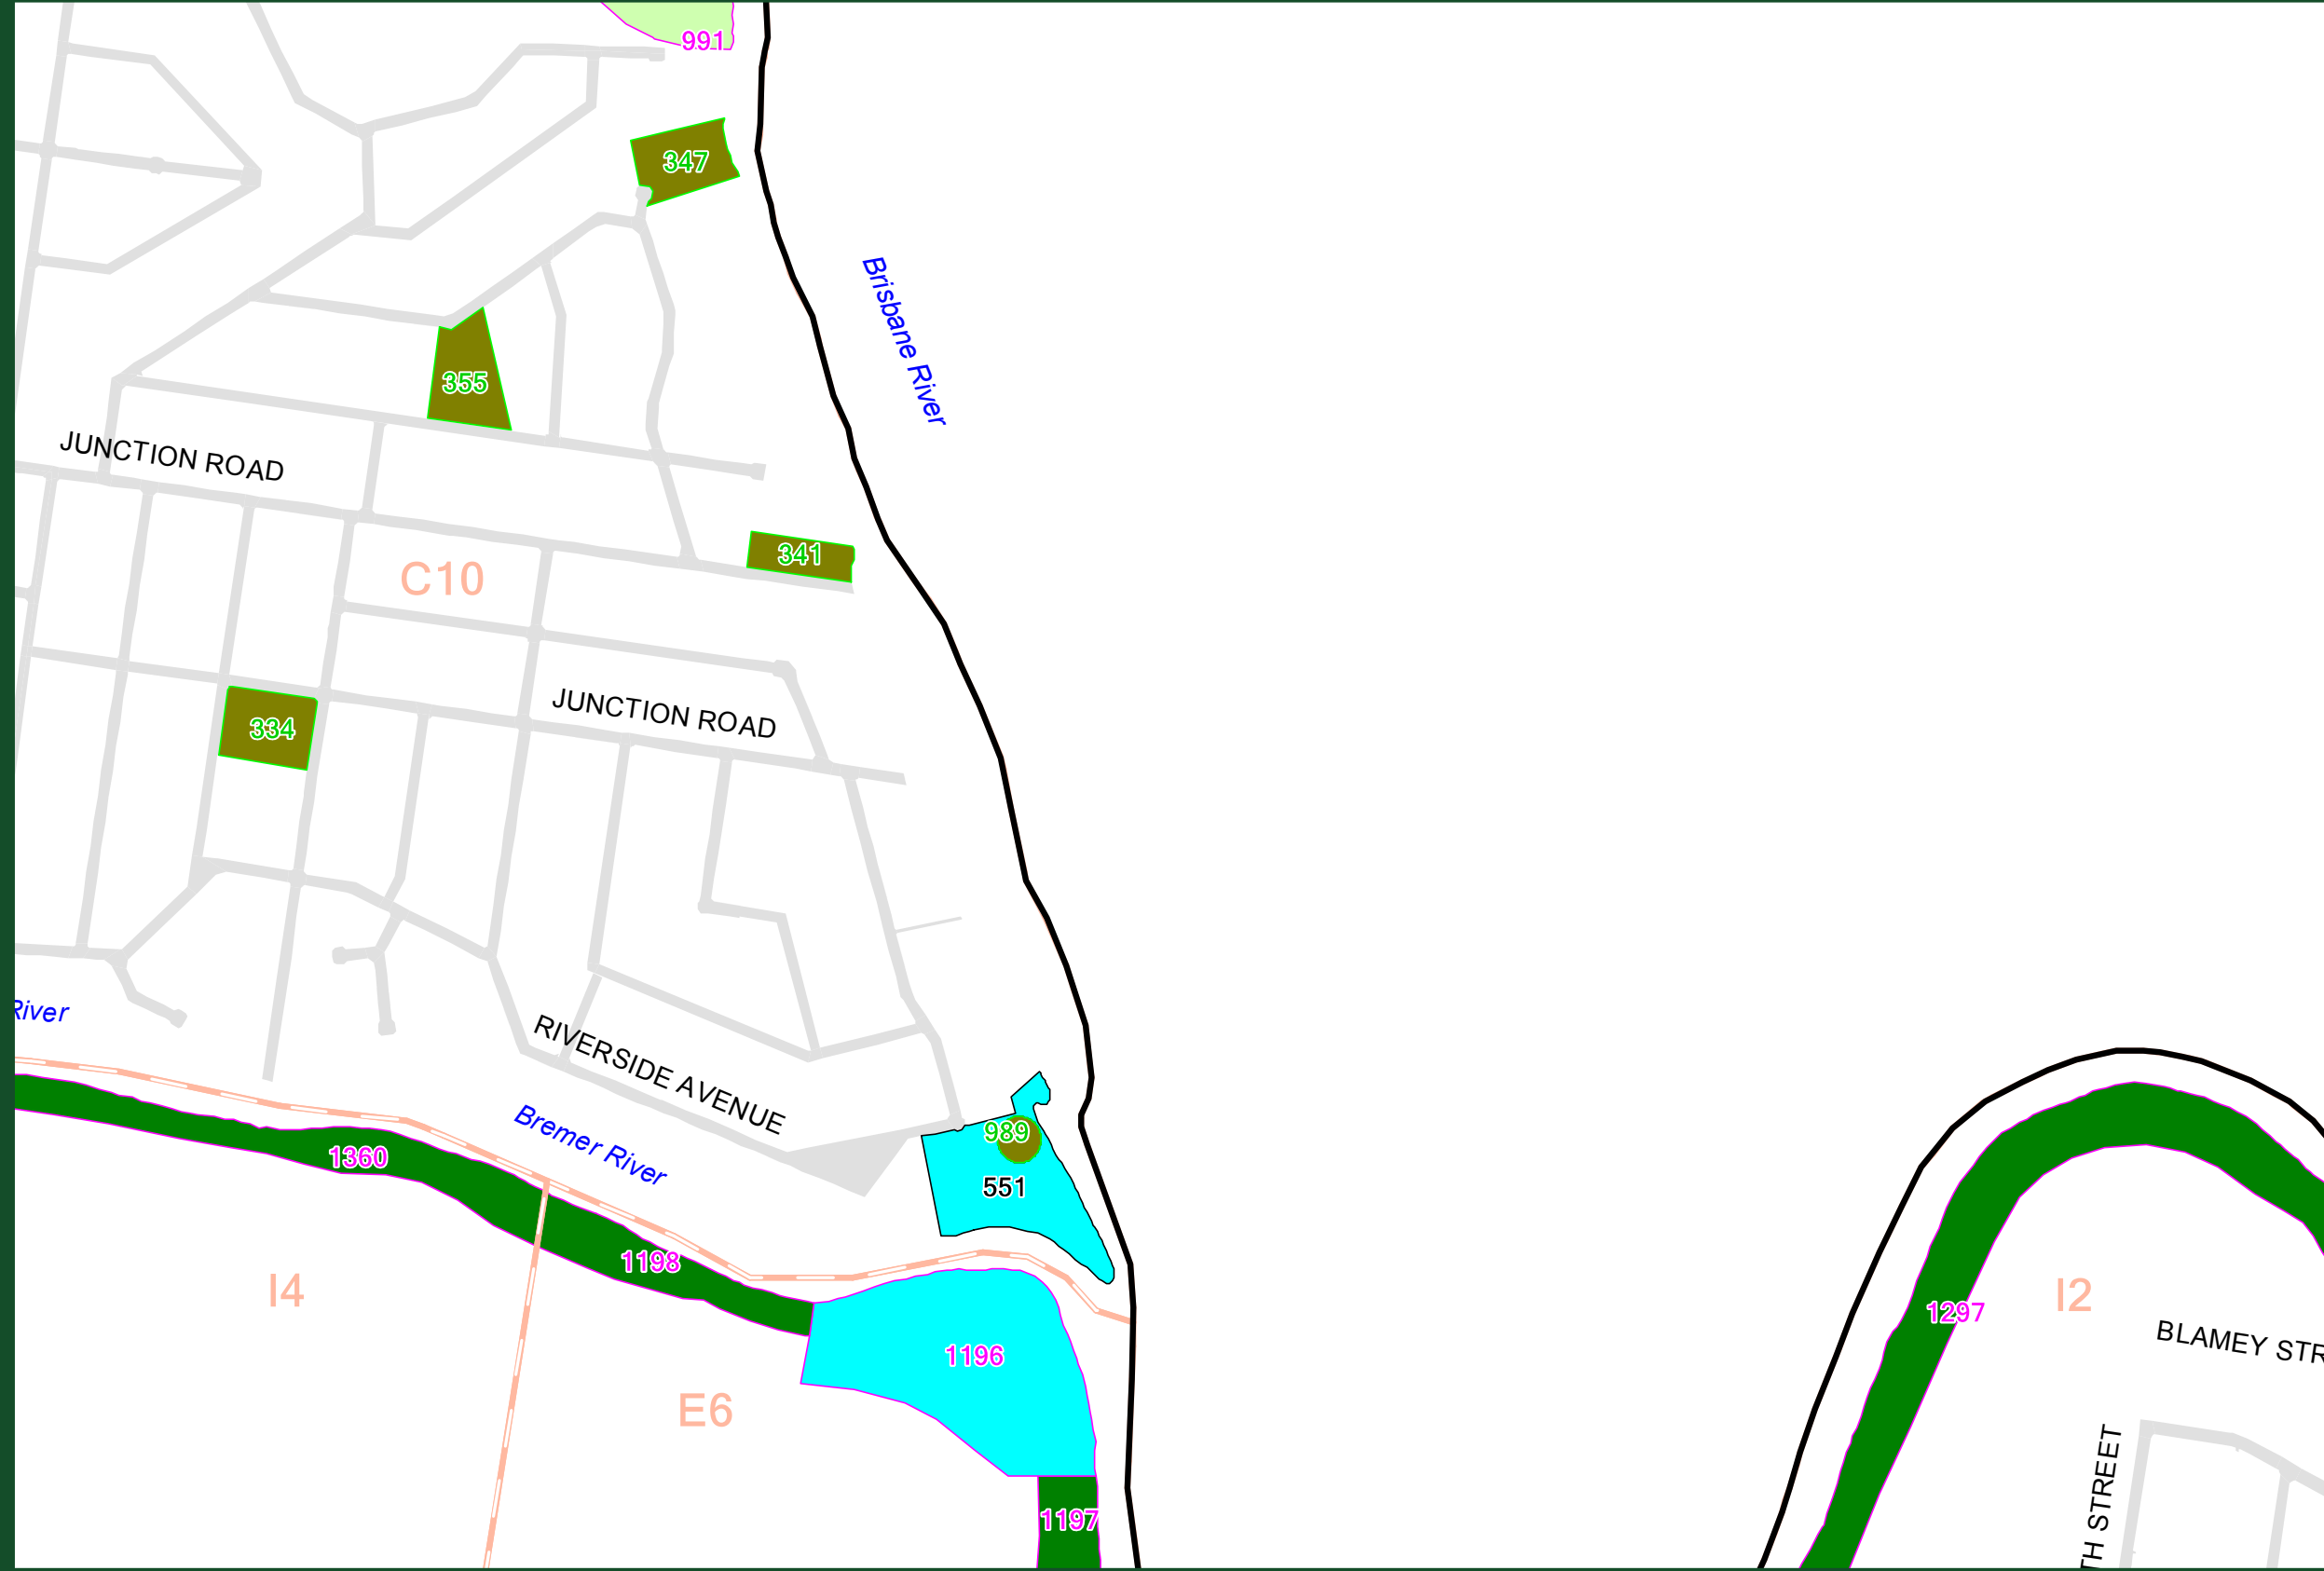 991
347
Brisbane River
355
JUNCTION ROAD
341
C10
JUNCTION ROAD
334
River
RIVERSIDE AVENUE
Bremer River
989
1360
551
1198
I4
I2
1297
BLAMEY STR
1196
E6
TH STREET
1197